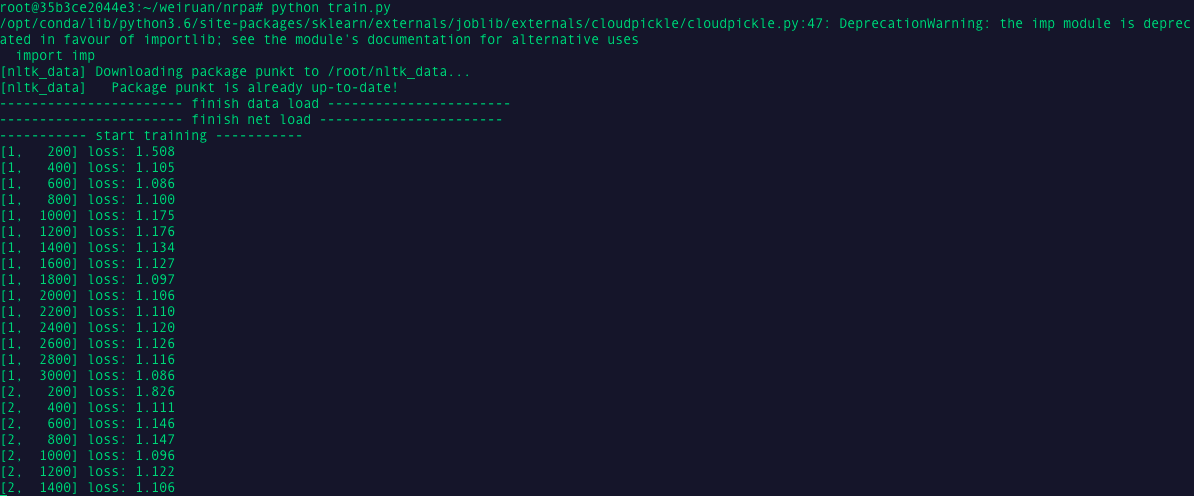 root@35b3ce2044e3:~/weiruan/nrpa# python train.py
/opt/conda/lib/python3.6/site-packages/sklearn/externals/joblib/externals/cloudpickle/cloudpickle.py:47: DeprecationWarning: the imp module is deprec
ated in favour of importlib; see the module's documentation for alternative uses
  import imp
[nltk_data] Downloading package punkt to /root/nltk_data...
[nltk_data]   Package punkt is already up-to-date!
----------------------- finish data load -----------------------
----------------------- finish net load -----------------------
----------- start training -----------
[1,   200] loss: 1.508
[1,   400] loss: 1.105
[1,   600] loss: 1.086
[1,   800] loss: 1.100
[1,  1000] loss: 1.175
[1,  1200] loss: 1.176
[1,  1400] loss: 1.134
[1,  1600] loss: 1.127
[1,  1800] loss: 1.097
[1,  2000] loss: 1.106
[1,  2200] loss: 1.110
[1,  2400] loss: 1.120
[1,  2600] loss: 1.126
[1,  2800] loss: 1.116
[1,  3000] loss: 1.086
[2,   200] loss: 1.826
[2,   400] loss: 1.111
[2,   600] loss: 1.146
[2,   800] loss: 1.147
[2,  1000] loss: 1.096
[2,  1200] loss: 1.122
[2,  1400] loss: 1.106